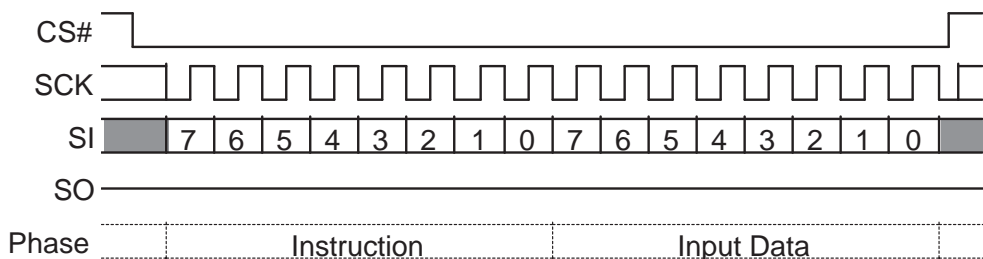 CS#
SCK
SI 7 6 5 4 3 2 1 0 7 6 5 4 3 2 1 0
SO
Phase Instruction Input Data